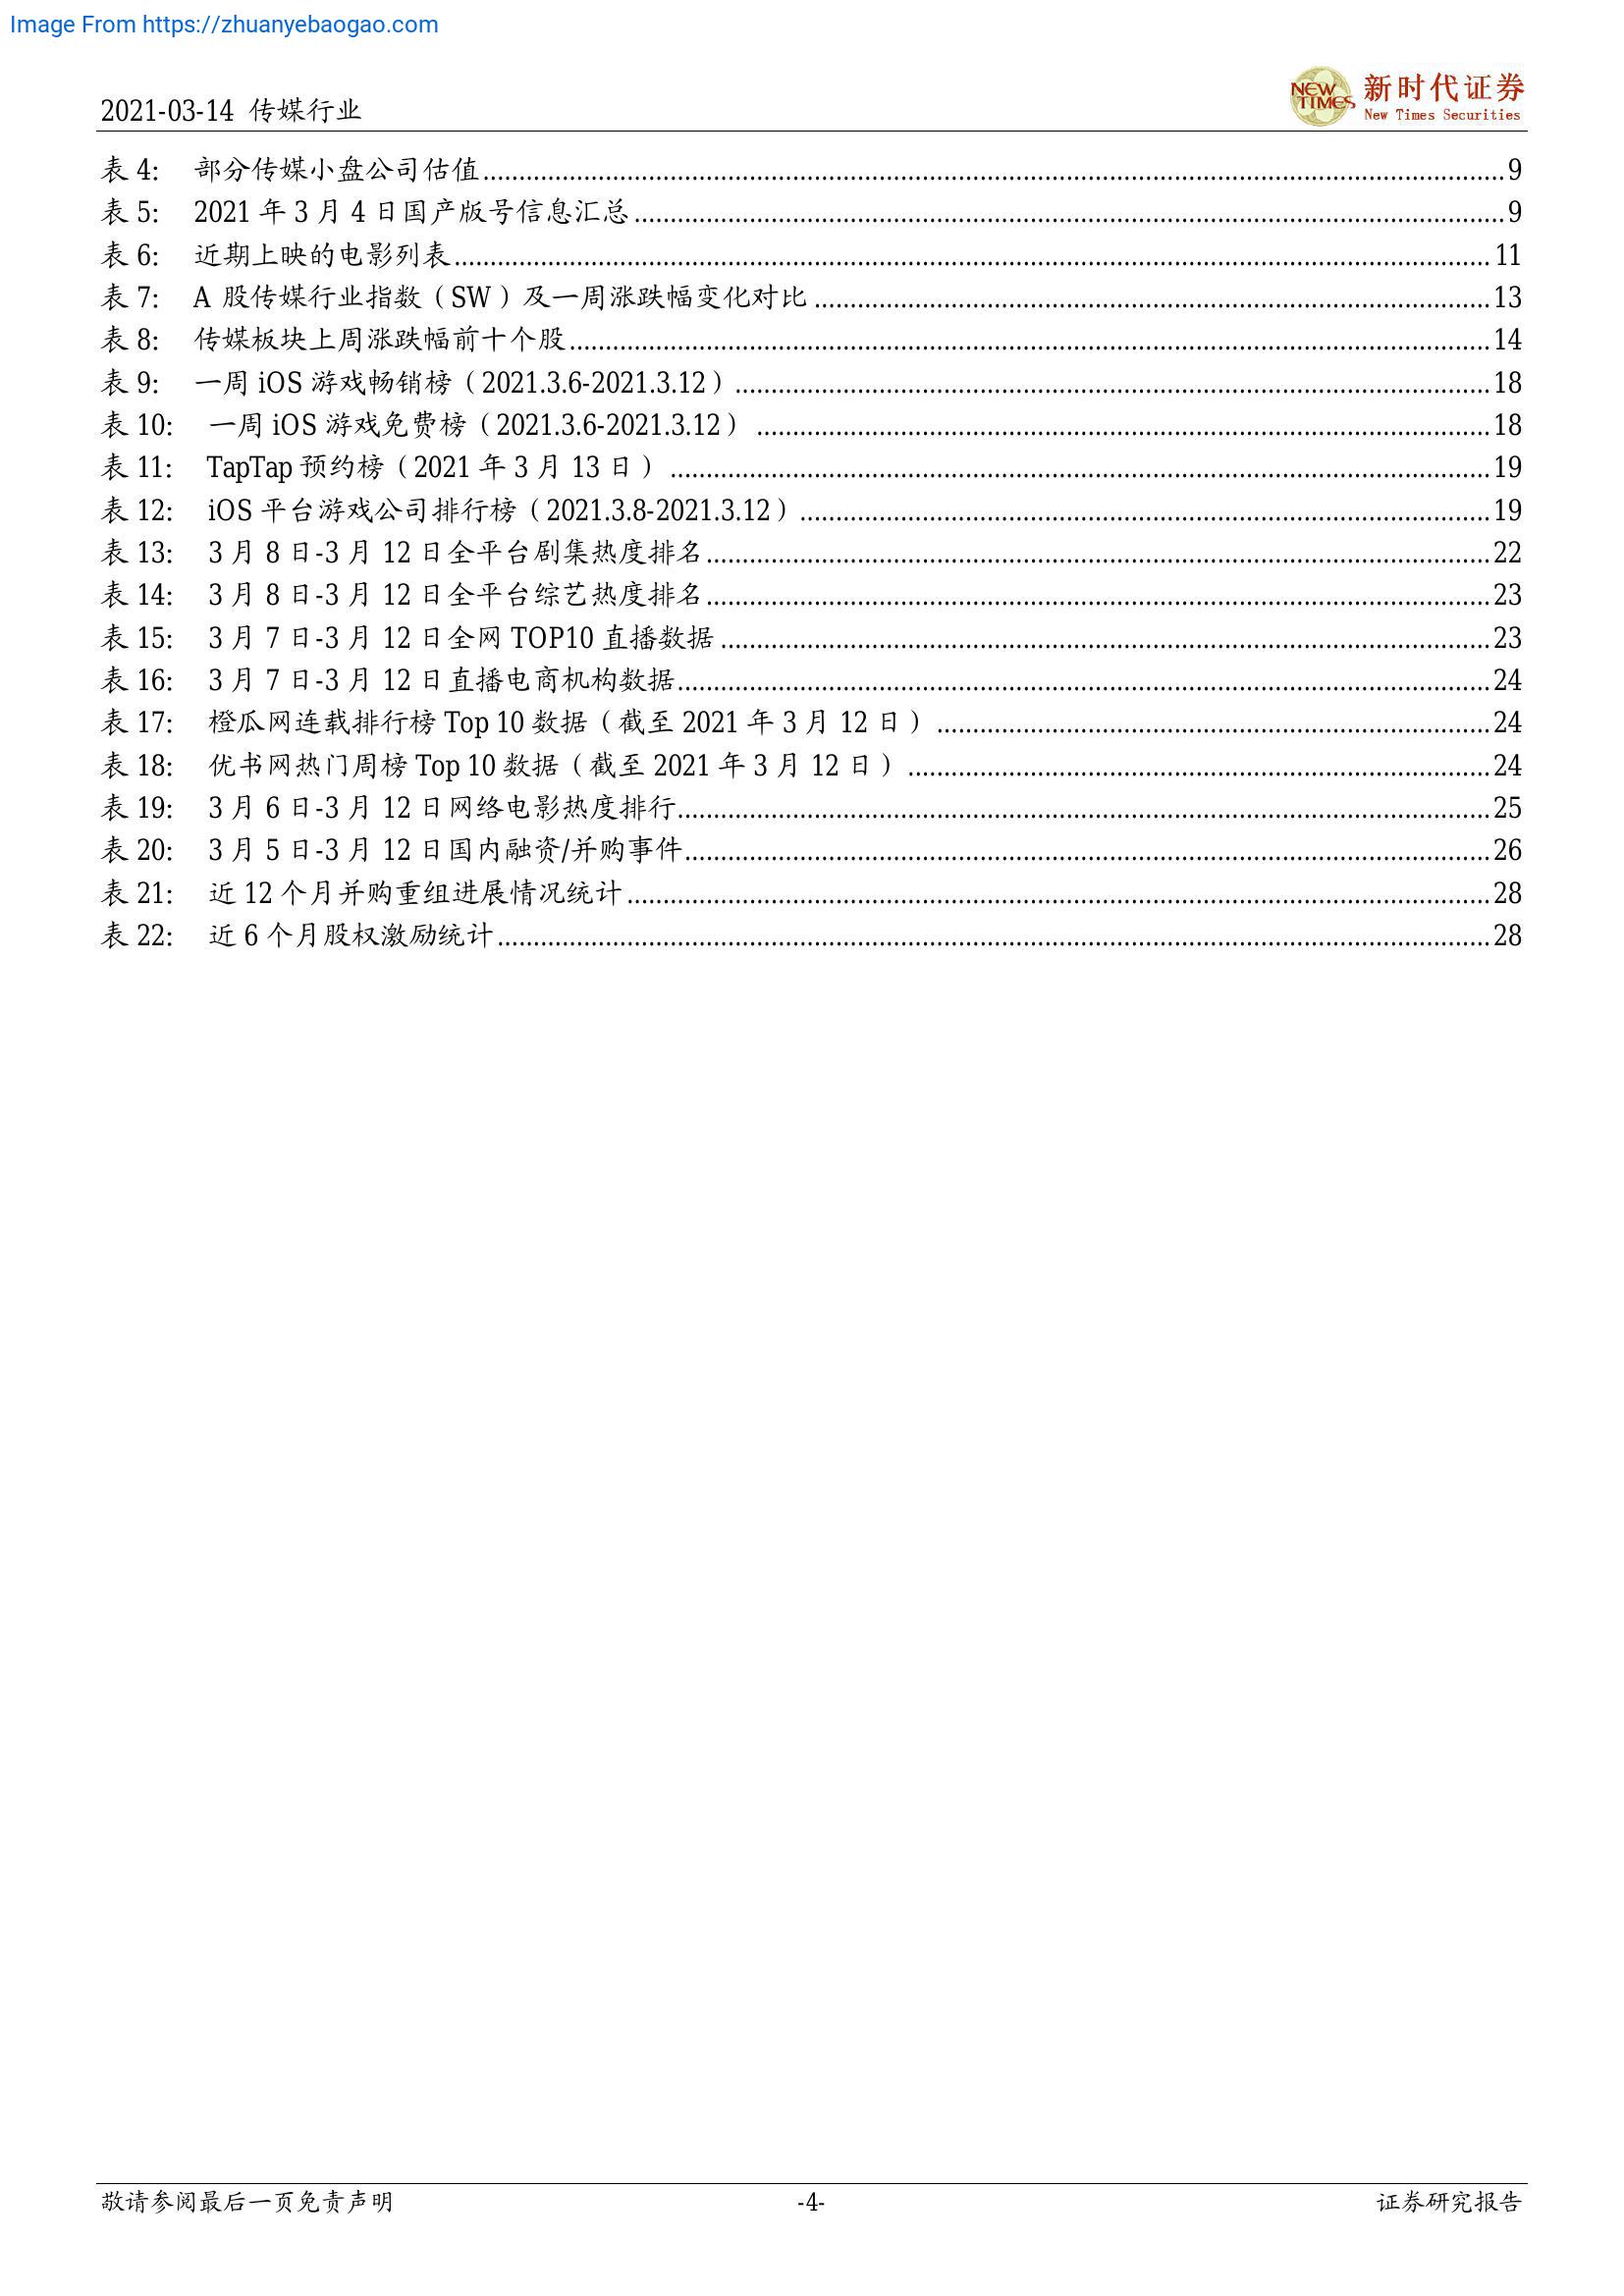 Image From https://zhuanyebaogao.com
2021-03-14 传媒行业
NEW TIMES
新时代证券
New Times Securities
表 4: 部分传媒小盘公司估值 9
表 5: 2021 年 3 月 4 日国产版号信息汇总 9
表 6: 近期上映的电影列表 11
表 7: A 股传媒行业指数（SW）及一周涨跌幅变化对比 13
表 8: 传媒板块上周涨跌幅前十个股 14
表 9: 一周 iOS 游戏畅销榜（2021.3.6-2021.3.12） 18
表 10: 一周 iOS 游戏免费榜（2021.3.6-2021.3.12） 18
表 11: TapTap 预约榜（2021 年 3 月 13 日） 19
表 12: iOS 平台游戏公司排行榜（2021.3.8-2021.3.12） 19
表 13: 3 月 8 日-3 月 12 日全平台剧集热度排名 22
表 14: 3 月 8 日-3 月 12 日全平台综艺热度排名 23
表 15: 3 月 7 日-3 月 12 日全网 TOP10 直播数据 23
表 16: 3 月 7 日-3 月 12 日直播电商机构数据 24
表 17: 橙瓜网连载排行榜 Top 10 数据（截至 2021 年 3 月 12 日） 24
表 18: 优书网热门周榜 Top 10 数据（截至 2021 年 3 月 12 日） 24
表 19: 3 月 6 日-3 月 12 日网络电影热度排行 25
表 20: 3 月 5 日-3 月 12 日国内融资/并购事件 26
表 21: 近 12 个月并购重组进展情况统计 28
表 22: 近 6 个月股权激励统计 28
敬请参阅最后一页免责声明 -4- 证券研究报告